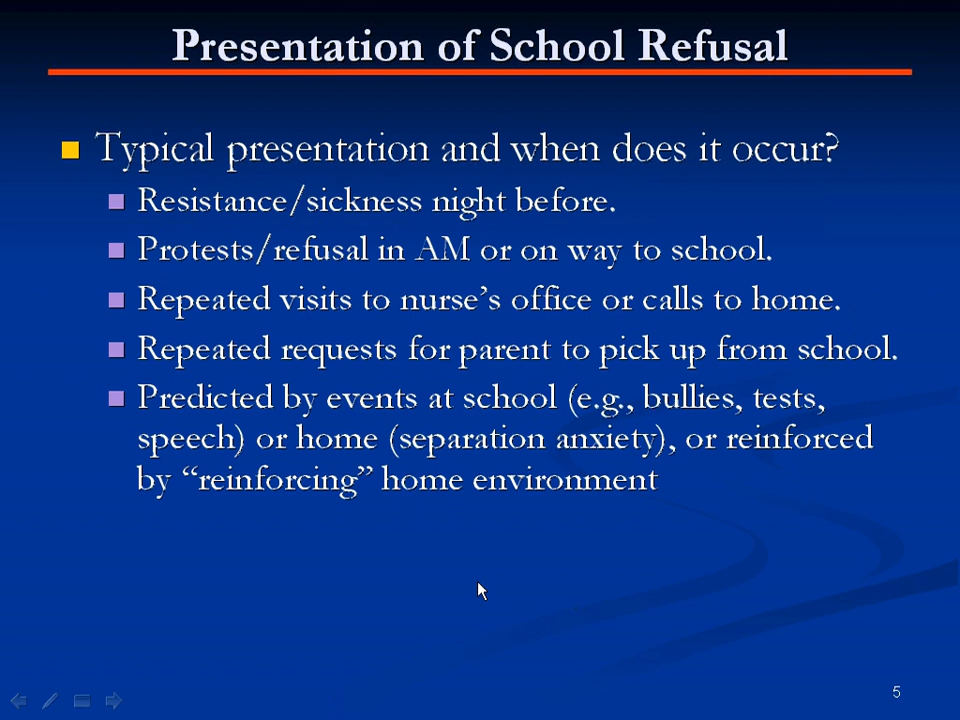 Presentation of School Refusal
Typical presentation and when does it occur?
Resistance/sickness night before.
Protests/refusal in AM or on way to school.
Repeated visits to nurse’s office or calls to home.
Repeated requests for parent to pick up from school.
Predicted by events at school (e.g., bullies, tests,
speech) or home (separation anxiety), or reinforced
by “reinforcing” home environment
5